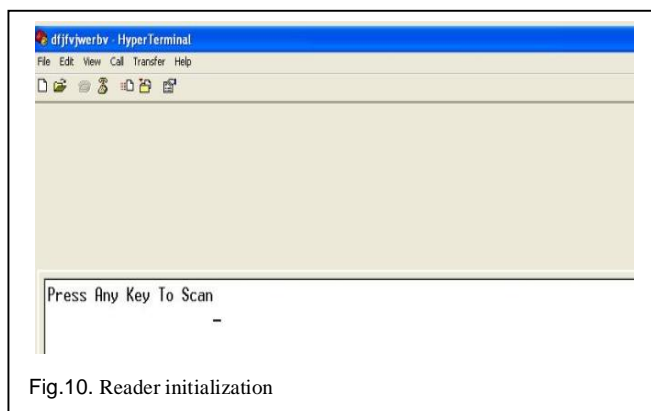 dfjfvjwerbv - HyperTerminal
File Edit View Call Transfer Help
Press Any Key To Scan
Fig.10. Reader initialization